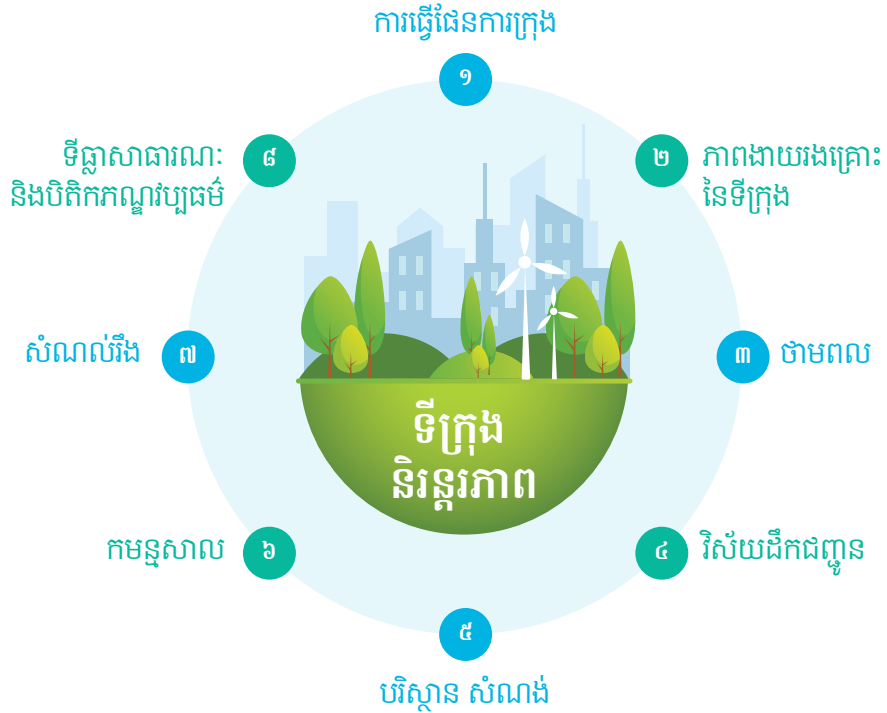 ការធ្វើផែនការក្រុង
១
២
ភាពងាយរងគ្រោះ
នៃទីក្រុង
៣
ថាមពល
៤
វិស័យដឹកជញ្ជូន
៥
បរិស្ថាន សំណង់
៦
កមន្មសាល
៧
សំណល់រឹង
៨
ទីធ្លាសាធារណៈ
និងបិតិកភណ្ឌវប្បធម៌
ទីក្រុង
និរន្តរភាព